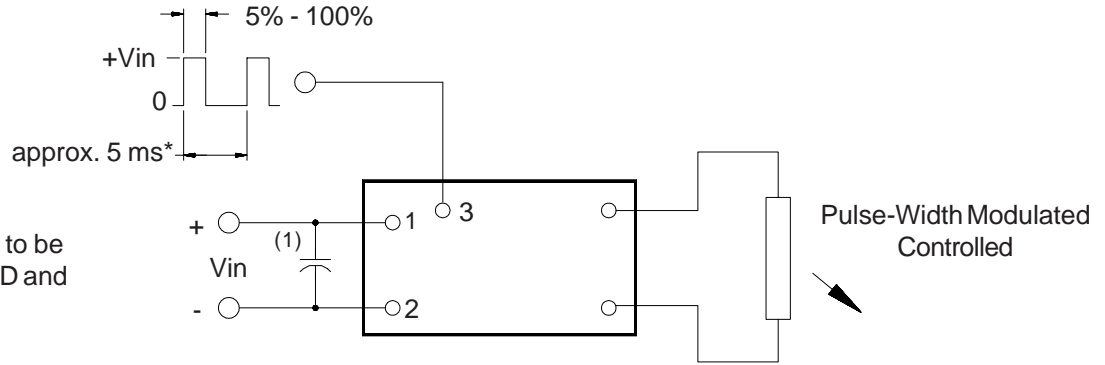 5% - 100%
+Vin
0
approx. 5 ms*
1
3
+
(1)
to be
D and
Vin
-
2
Pulse-Width Modulated
Controlled